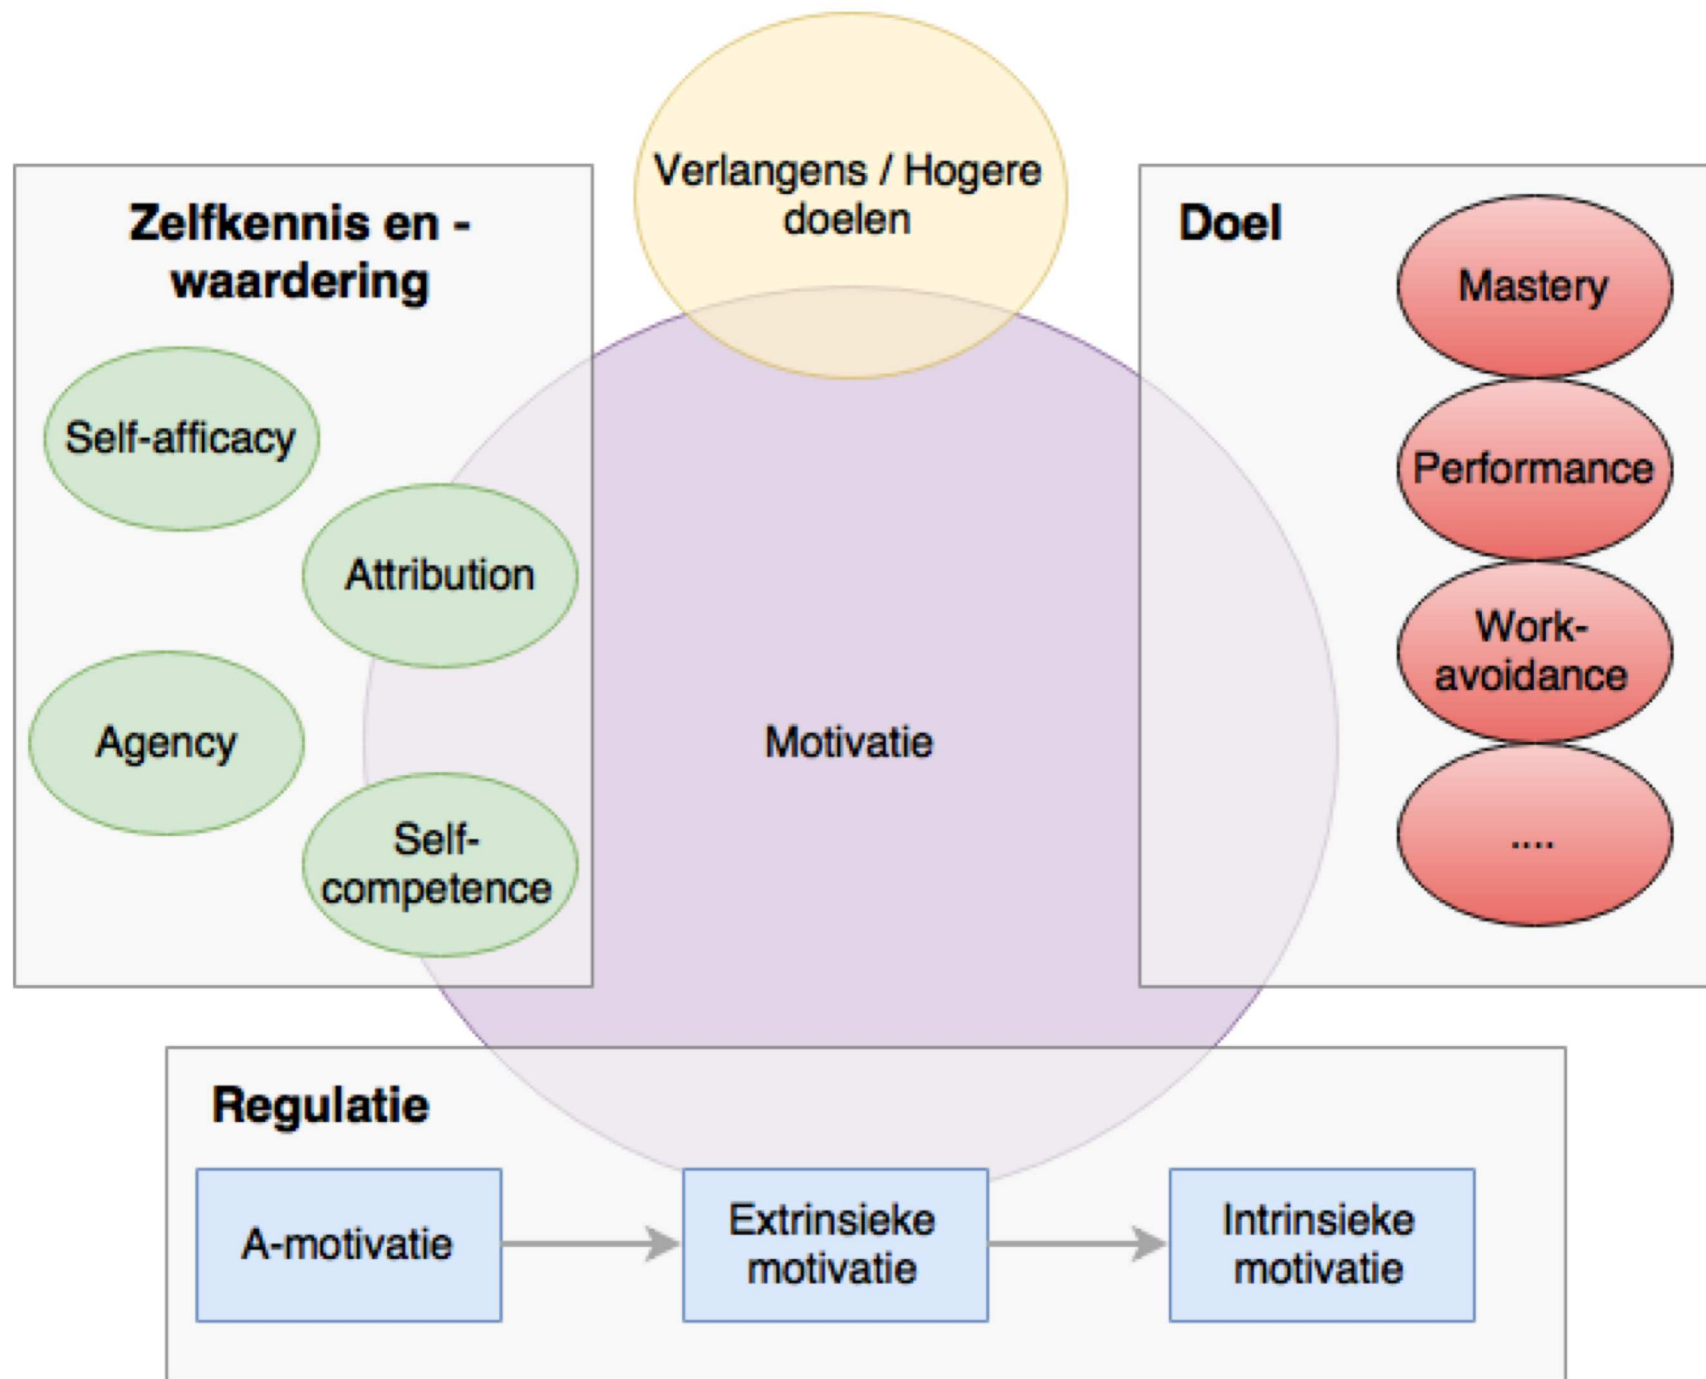 Verlangens / Hogere
doelen
Zelfkennis en -
waardering
Self-afficacy
Attribution
Agency
Self-
competence
Motivatie
Doel
Mastery
Performance
Work-
avoidance
....
Regulatie
A-motivatie
Extrinsieke
motivatie
Intrinsieke
motivatie